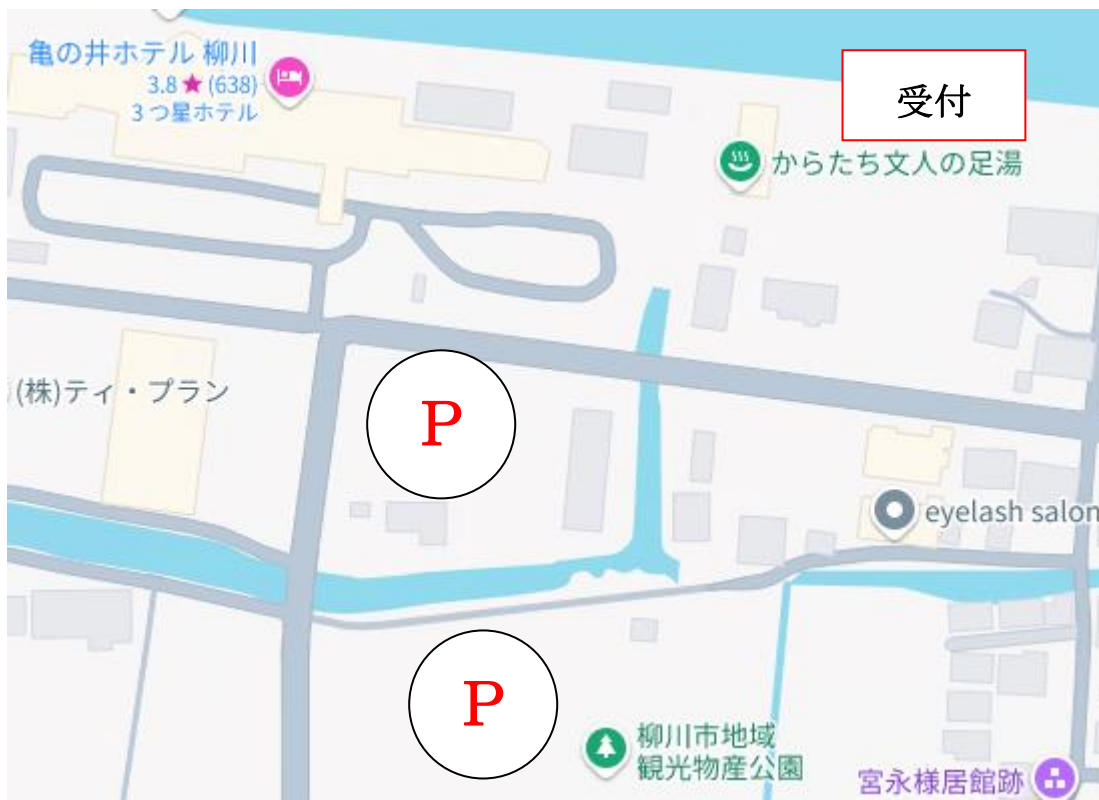 亀の井ホテル 柳川
3.8 ★ (638)
3 つ星ホテル
受付
からたち文人の足湯
(株)ティ・プラン
P
eyelash salon
P
柳川市地域
観光物産公園
宮永様居館跡